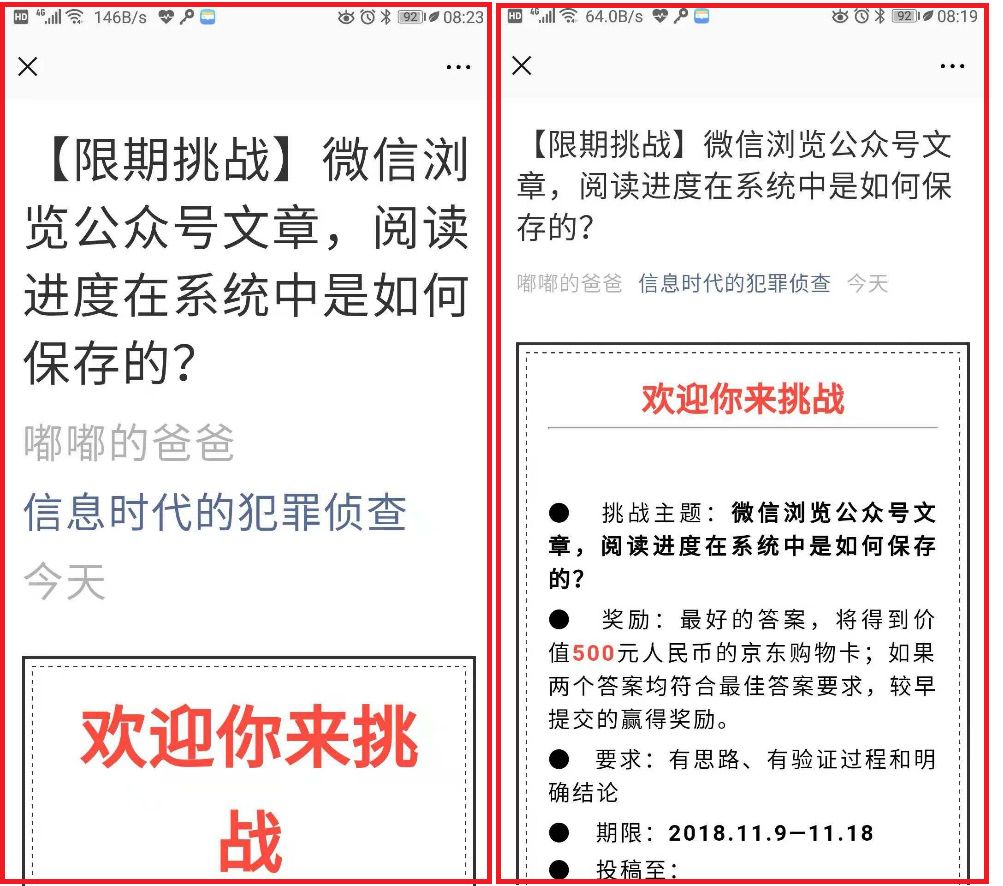 HD 4G 146B/s 92 08:23
【限期挑战】微信浏
览公众号文章，阅读
进度在系统中是如何
保存的？
嘟嘟的爸爸
信息时代的犯罪侦查
今天
欢迎你来挑
战
HD 4G 64.0B/s 92 08:19
【限期挑战】微信浏览公众号文
章，阅读进度在系统中是如何保
存的？
嘟嘟的爸爸 信息时代的犯罪侦查 今天
欢迎你来挑战
● 挑战主题：微信浏览公众号文
章，阅读进度在系统中是如何保存
的？
● 奖励：最好的答案，将得到价
值500元人民币的京东购物卡；如果
两个答案均符合最佳答案要求，较早
提交的赢得奖励。
● 要求：有思路、有验证过程和明
确结论
● 期限：2018.11.9—11.18
● 投稿至：